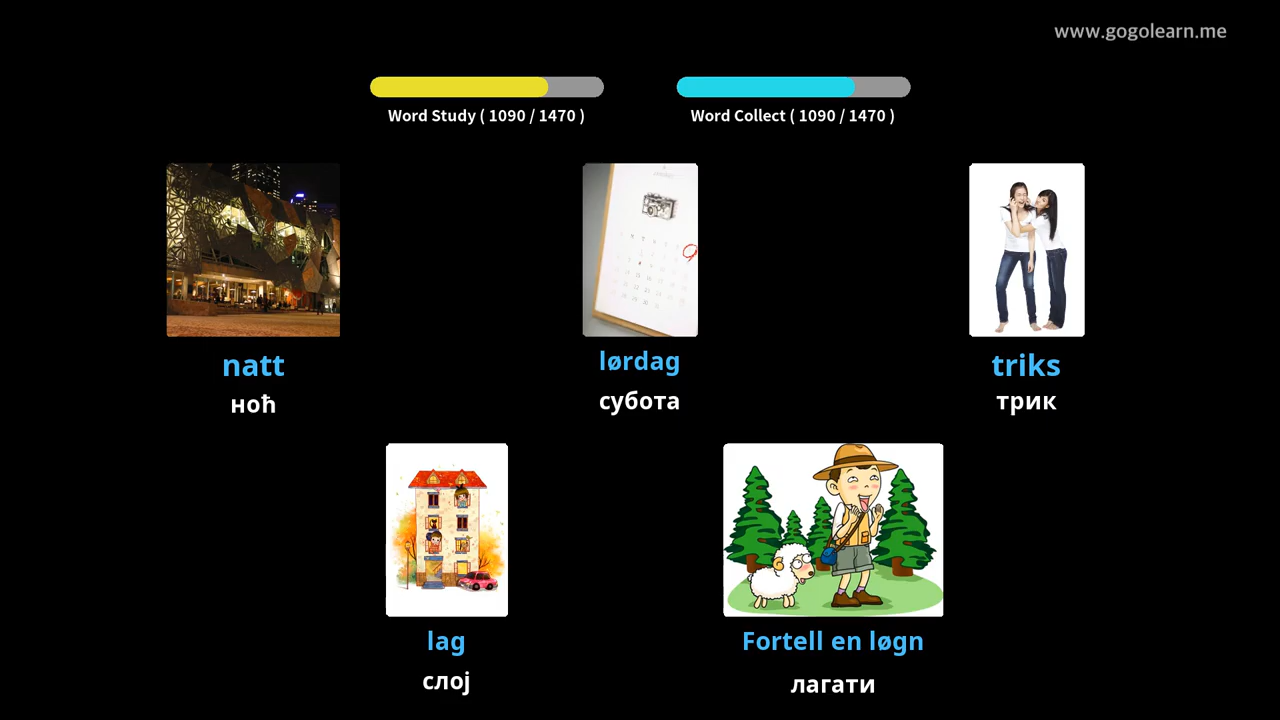 www.gogolearn.me
Word Study ( 1090 / 1470 )
Word Collect ( 1090 / 1470 )
natt
ноћ
lørdag
субота
triks
трик
lag
слој
Fortell en løgn
лагати